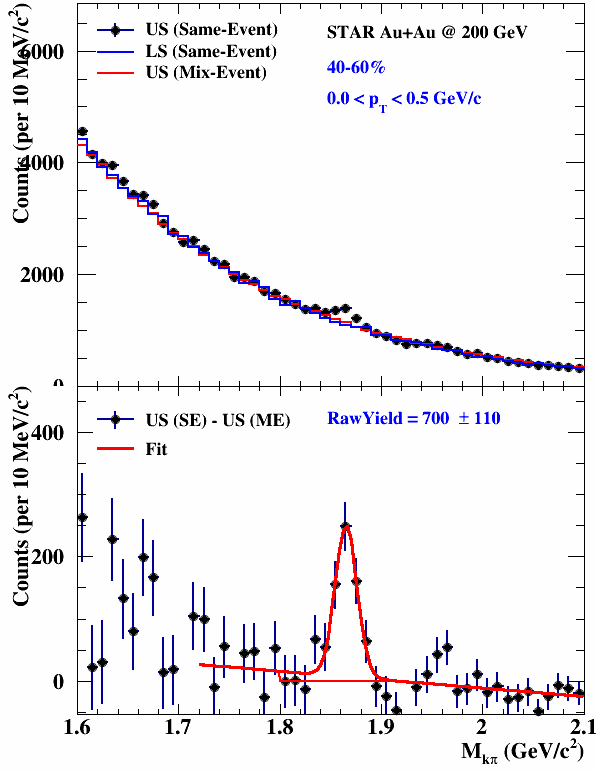 Counts (per 10 MeV/c²)
6000
4000
2000
0
US (Same-Event)
LS (Same-Event)
US (Mix-Event)
STAR Au+Au @ 200 GeV
40-60%
0.0 < p_T < 0.5 GeV/c
Counts (per 10 MeV/c²)
400
200
0
US (SE) - US (ME)
Fit
RawYield = 700 ± 110
1.6 1.7 1.8 1.9 2 2.1
M_kπ (GeV/c²)